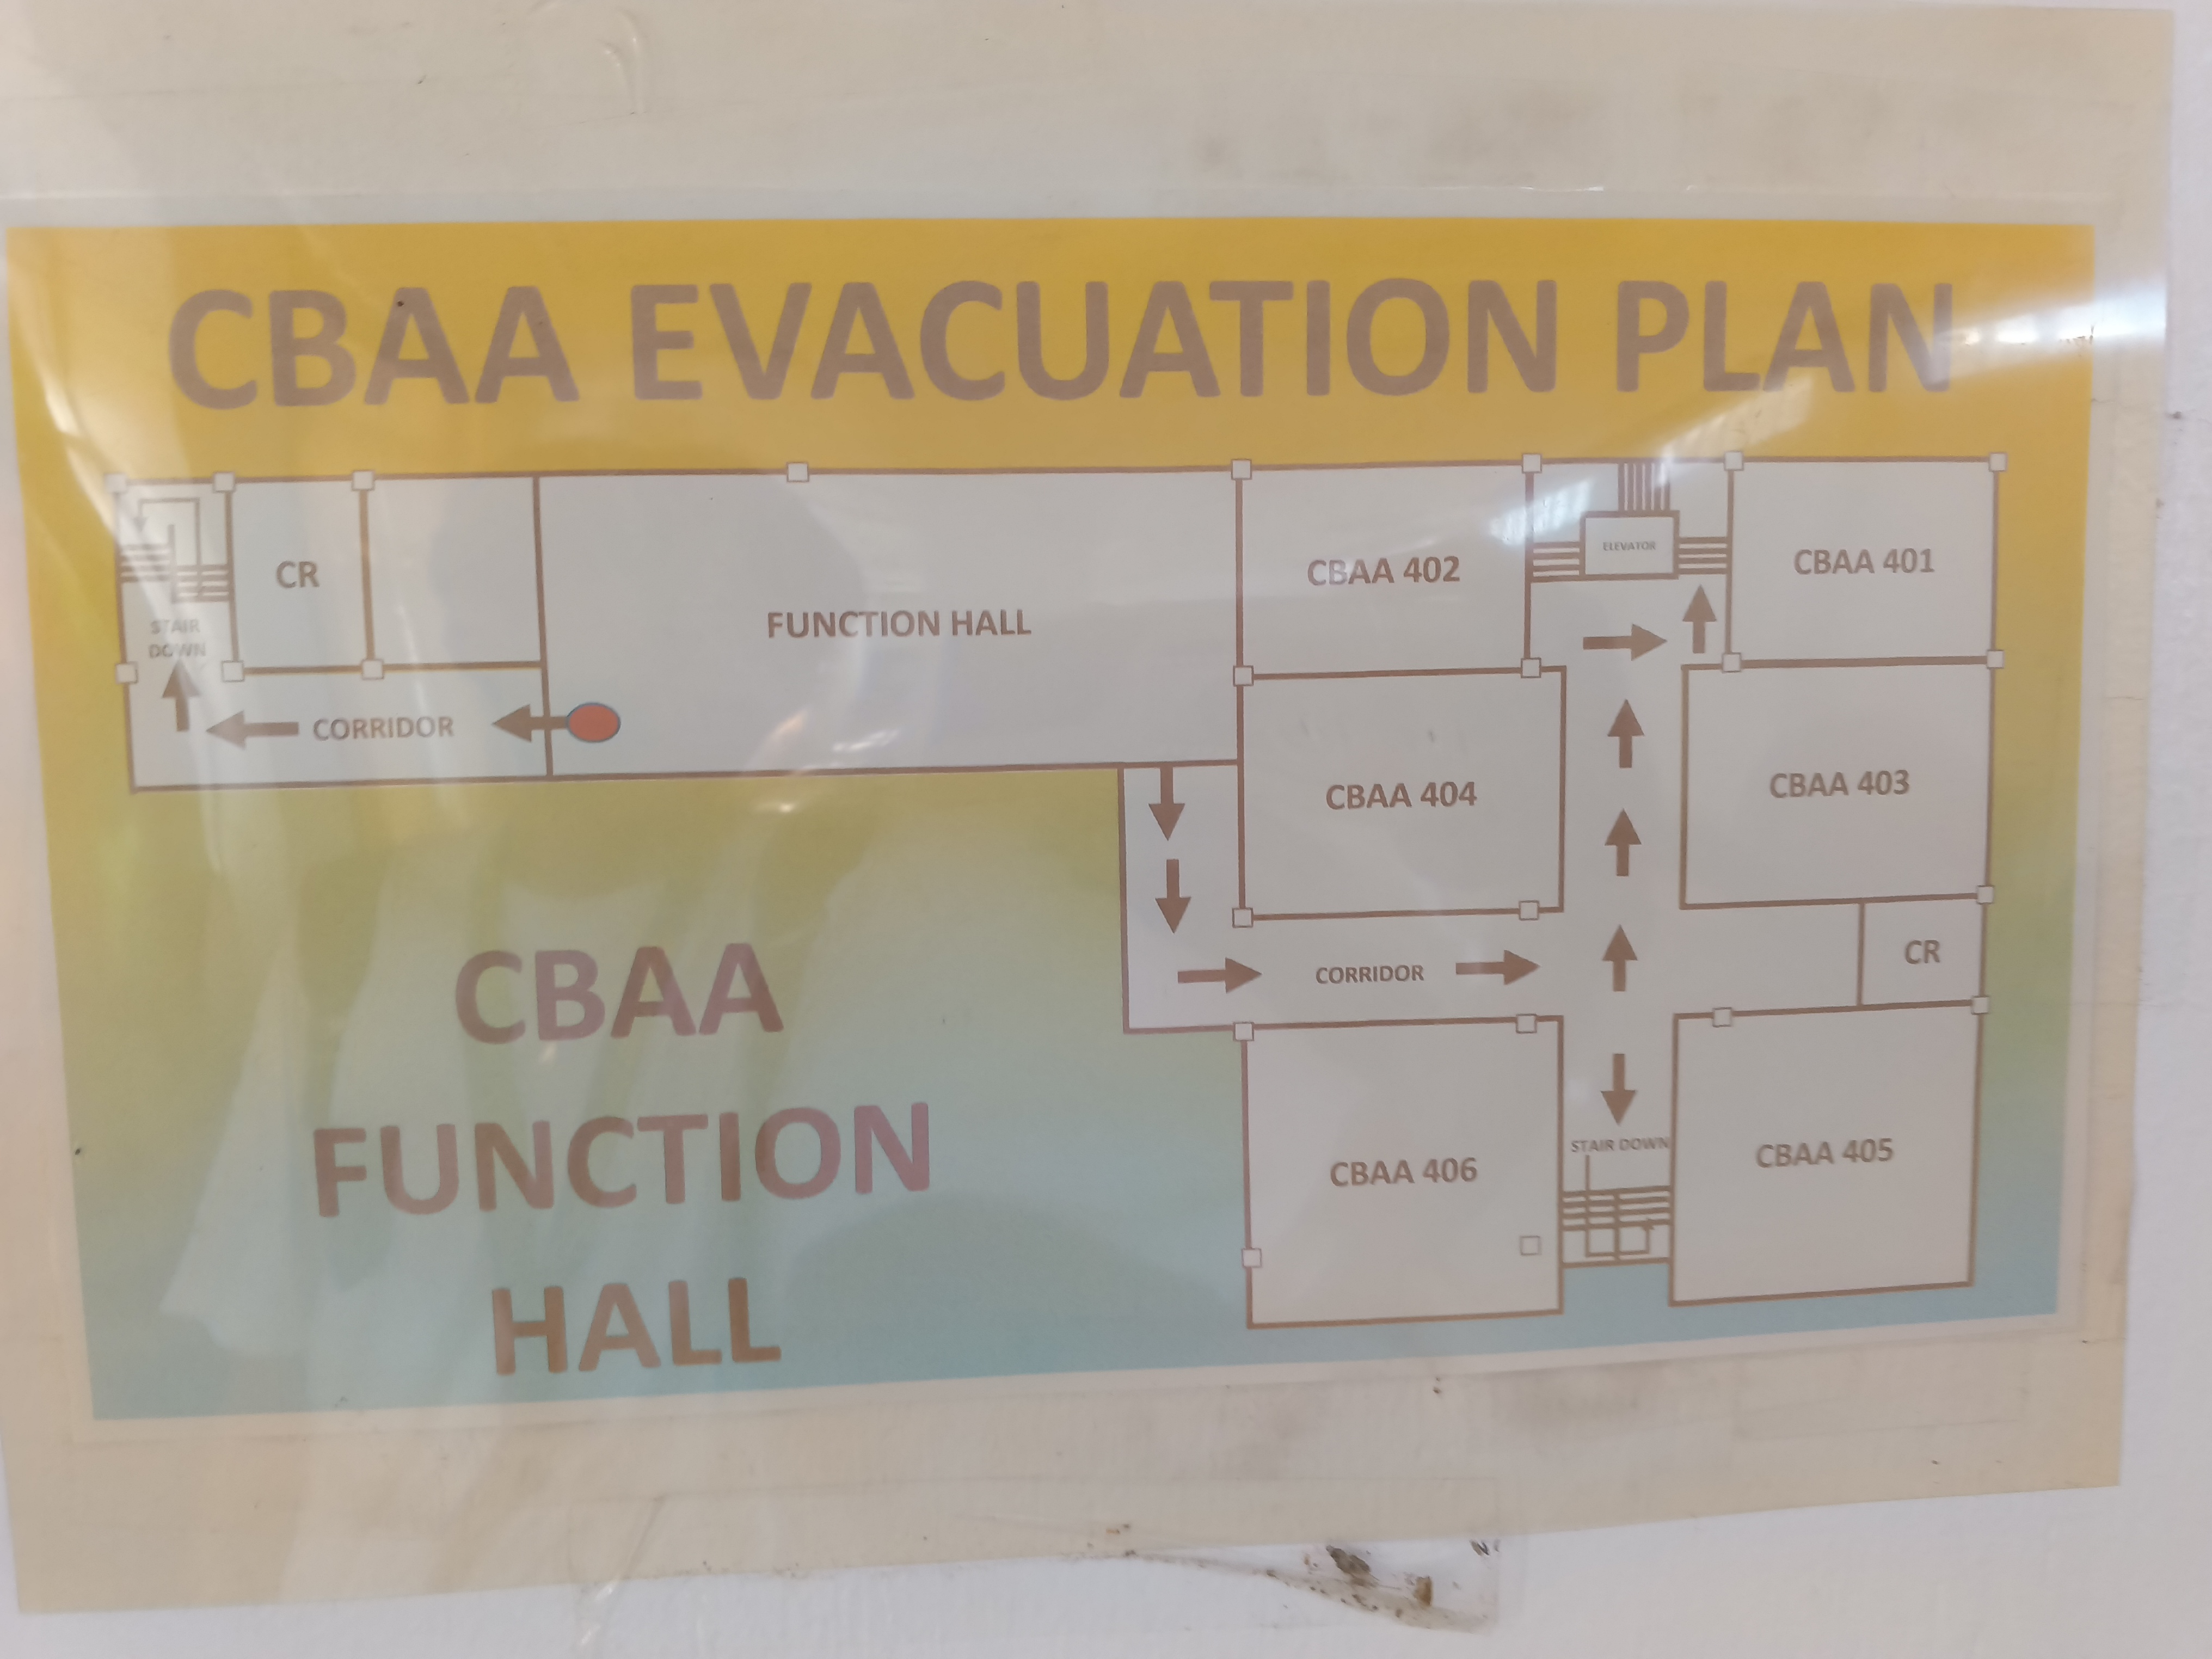 CBAA EVACUATION PLAN
CR
STAIR
DOWN
CORRIDOR
FUNCTION HALL
CBAA 402
ELEVATOR
CBAA 401
CBAA 404
CBAA 403
CORRIDOR
CR
CBAA 406
STAIR DOWN
CBAA 405
CBAA
FUNCTION
HALL